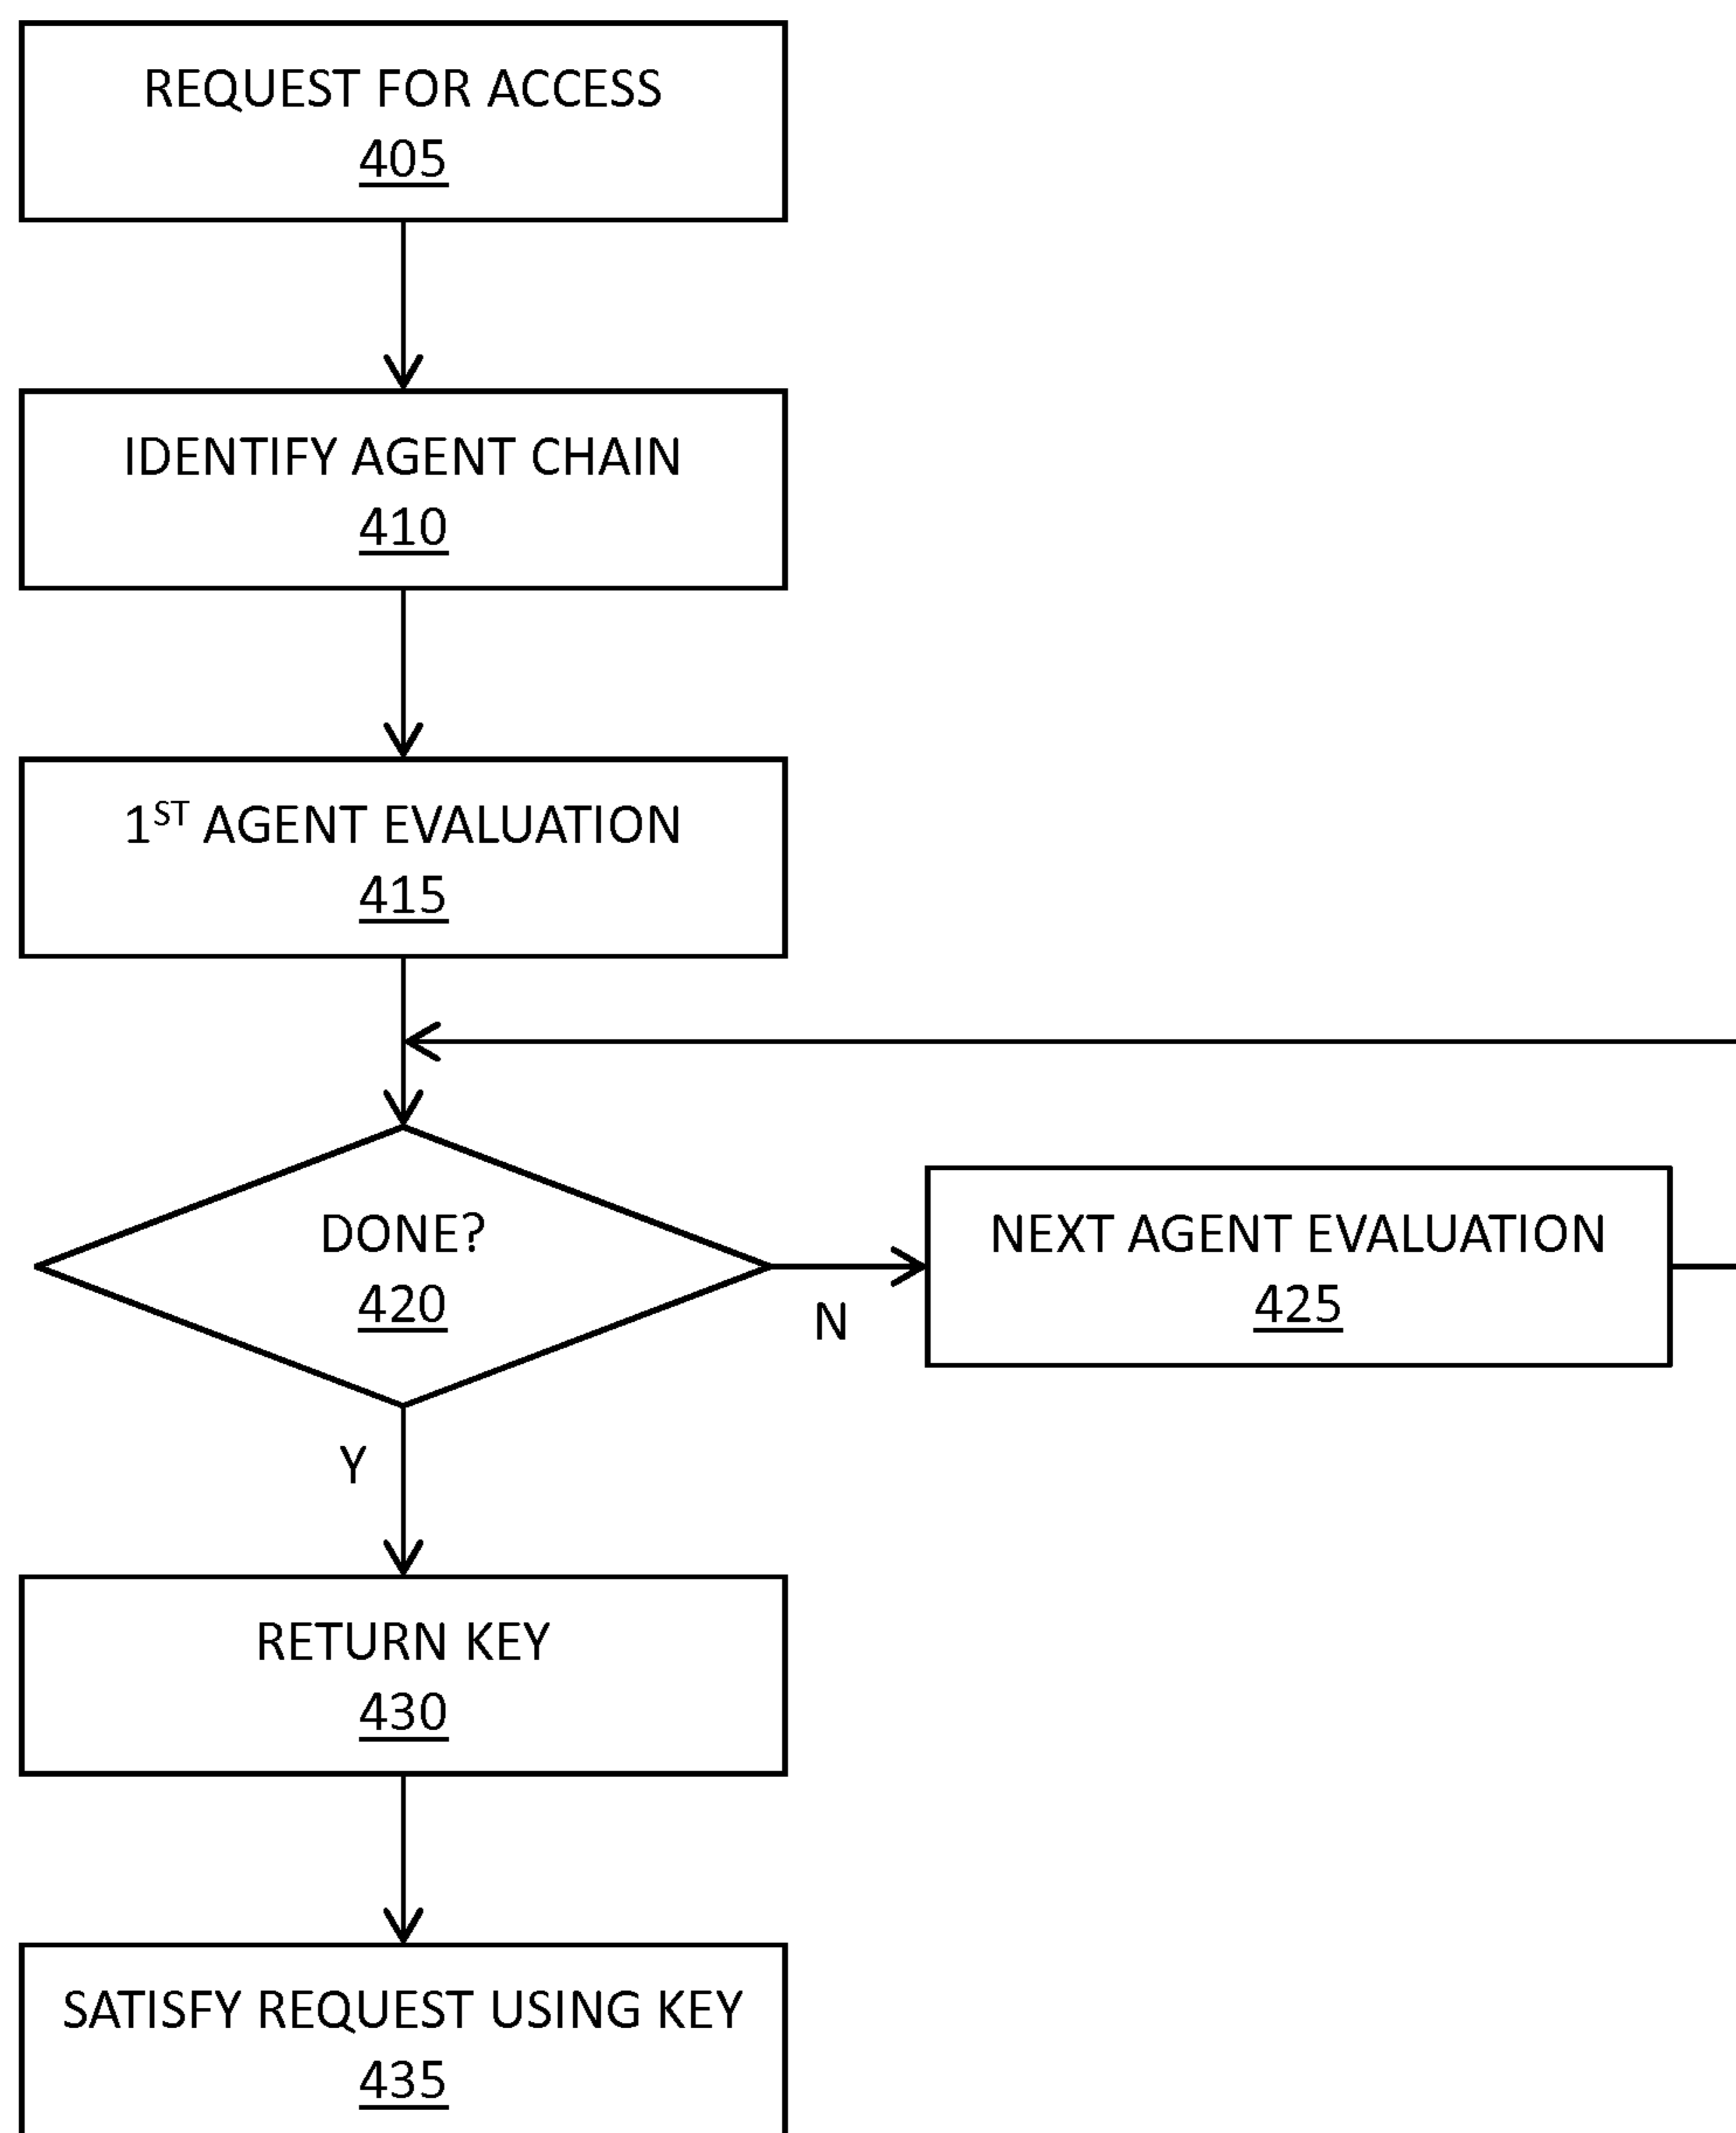 REQUEST FOR ACCESS
405
IDENTIFY AGENT CHAIN
410
1ST AGENT EVALUATION
415
DONE?
420
N
NEXT AGENT EVALUATION
425
Y
RETURN KEY
430
SATISFY REQUEST USING KEY
435